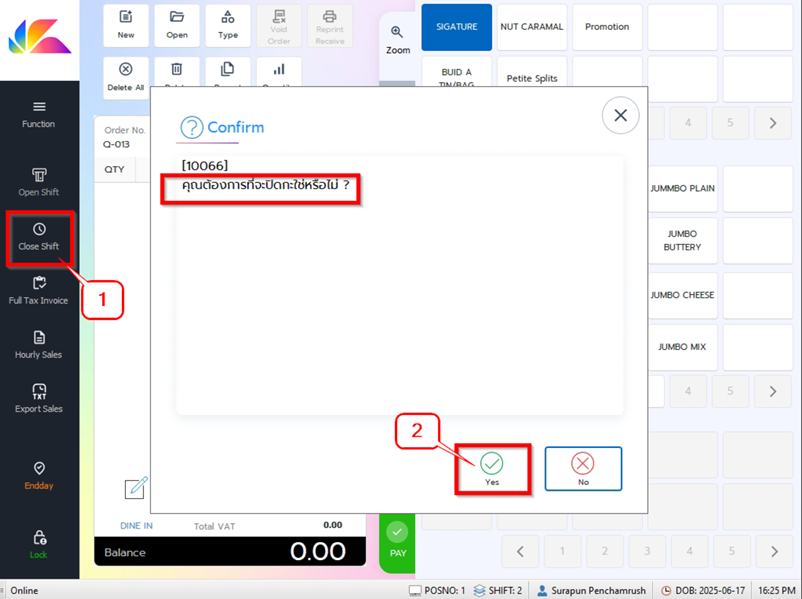 New
Open
Type
Void
Order
Reprint
Receive
Delete All
Zoom
SIGATURE
NUT CARAMAL
Promotion
BUID A
TIN/BAG
Petite Splits
Function
Open Shift
Close Shift
Full Tax Invoice
Hourly Sales
TXT
Export Sales
Endday
Lock
Order No.
Q-013
QTY
Confirm
[10066]
คุณต้องการที่จะปิดกะใช่หรือไม่ ?
1
2
Yes
No
4
5
JUMMBO PLAIN
JUMBO
BUTTERY
JUMBO CHEESE
JUMBO MIX
4
5
1
2
3
4
5
DINE IN
Total VAT
0.00
Balance
0.00
PAY
Online
POSNO: 1
SHIFT: 2
Surapun Penchamrush
DOB: 2025-06-17
16:25 PM